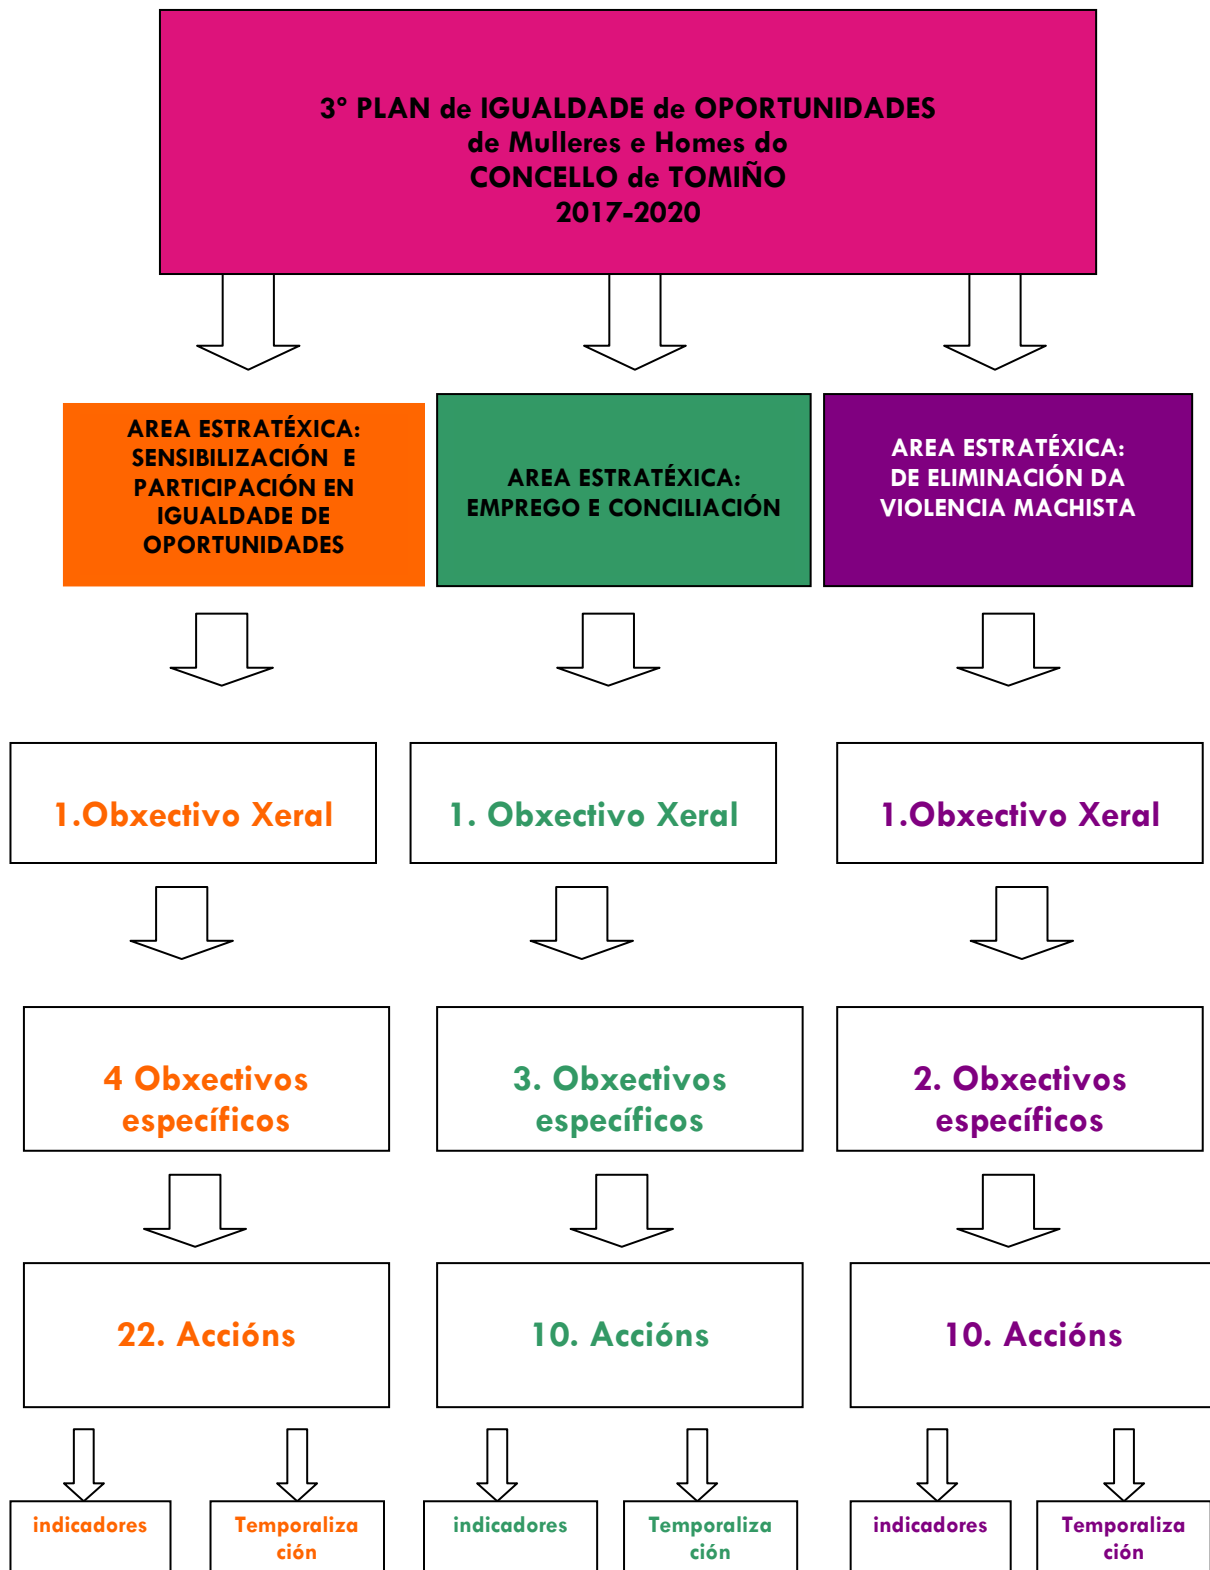 3º PLAN de IGUALDADE de OPORTUNIDADES
de Mulleres e Homes do
CONCELLO de TOMIÑO
2017-2020
AREA ESTRATÉXICA:
SENSIBILIZACIÓN E
PARTICIPACIÓN EN
IGUALDADE DE
OPORTUNIDADES
AREA ESTRATÉXICA:
EMPREGO E CONCILIACIÓN
AREA ESTRATÉXICA:
DE ELIMINACIÓN DA
VIOLENCIA MACHISTA
1.Obxectivo Xeral
1. Obxectivo Xeral
1.Obxectivo Xeral
4 Obxectivos
específicos
3. Obxectivos
específicos
2. Obxectivos
específicos
22. Accións
10. Accións
10. Accións
indicadores
Temporaliza
ción
indicadores
Temporaliza
ción
indicadores
Temporaliza
ción